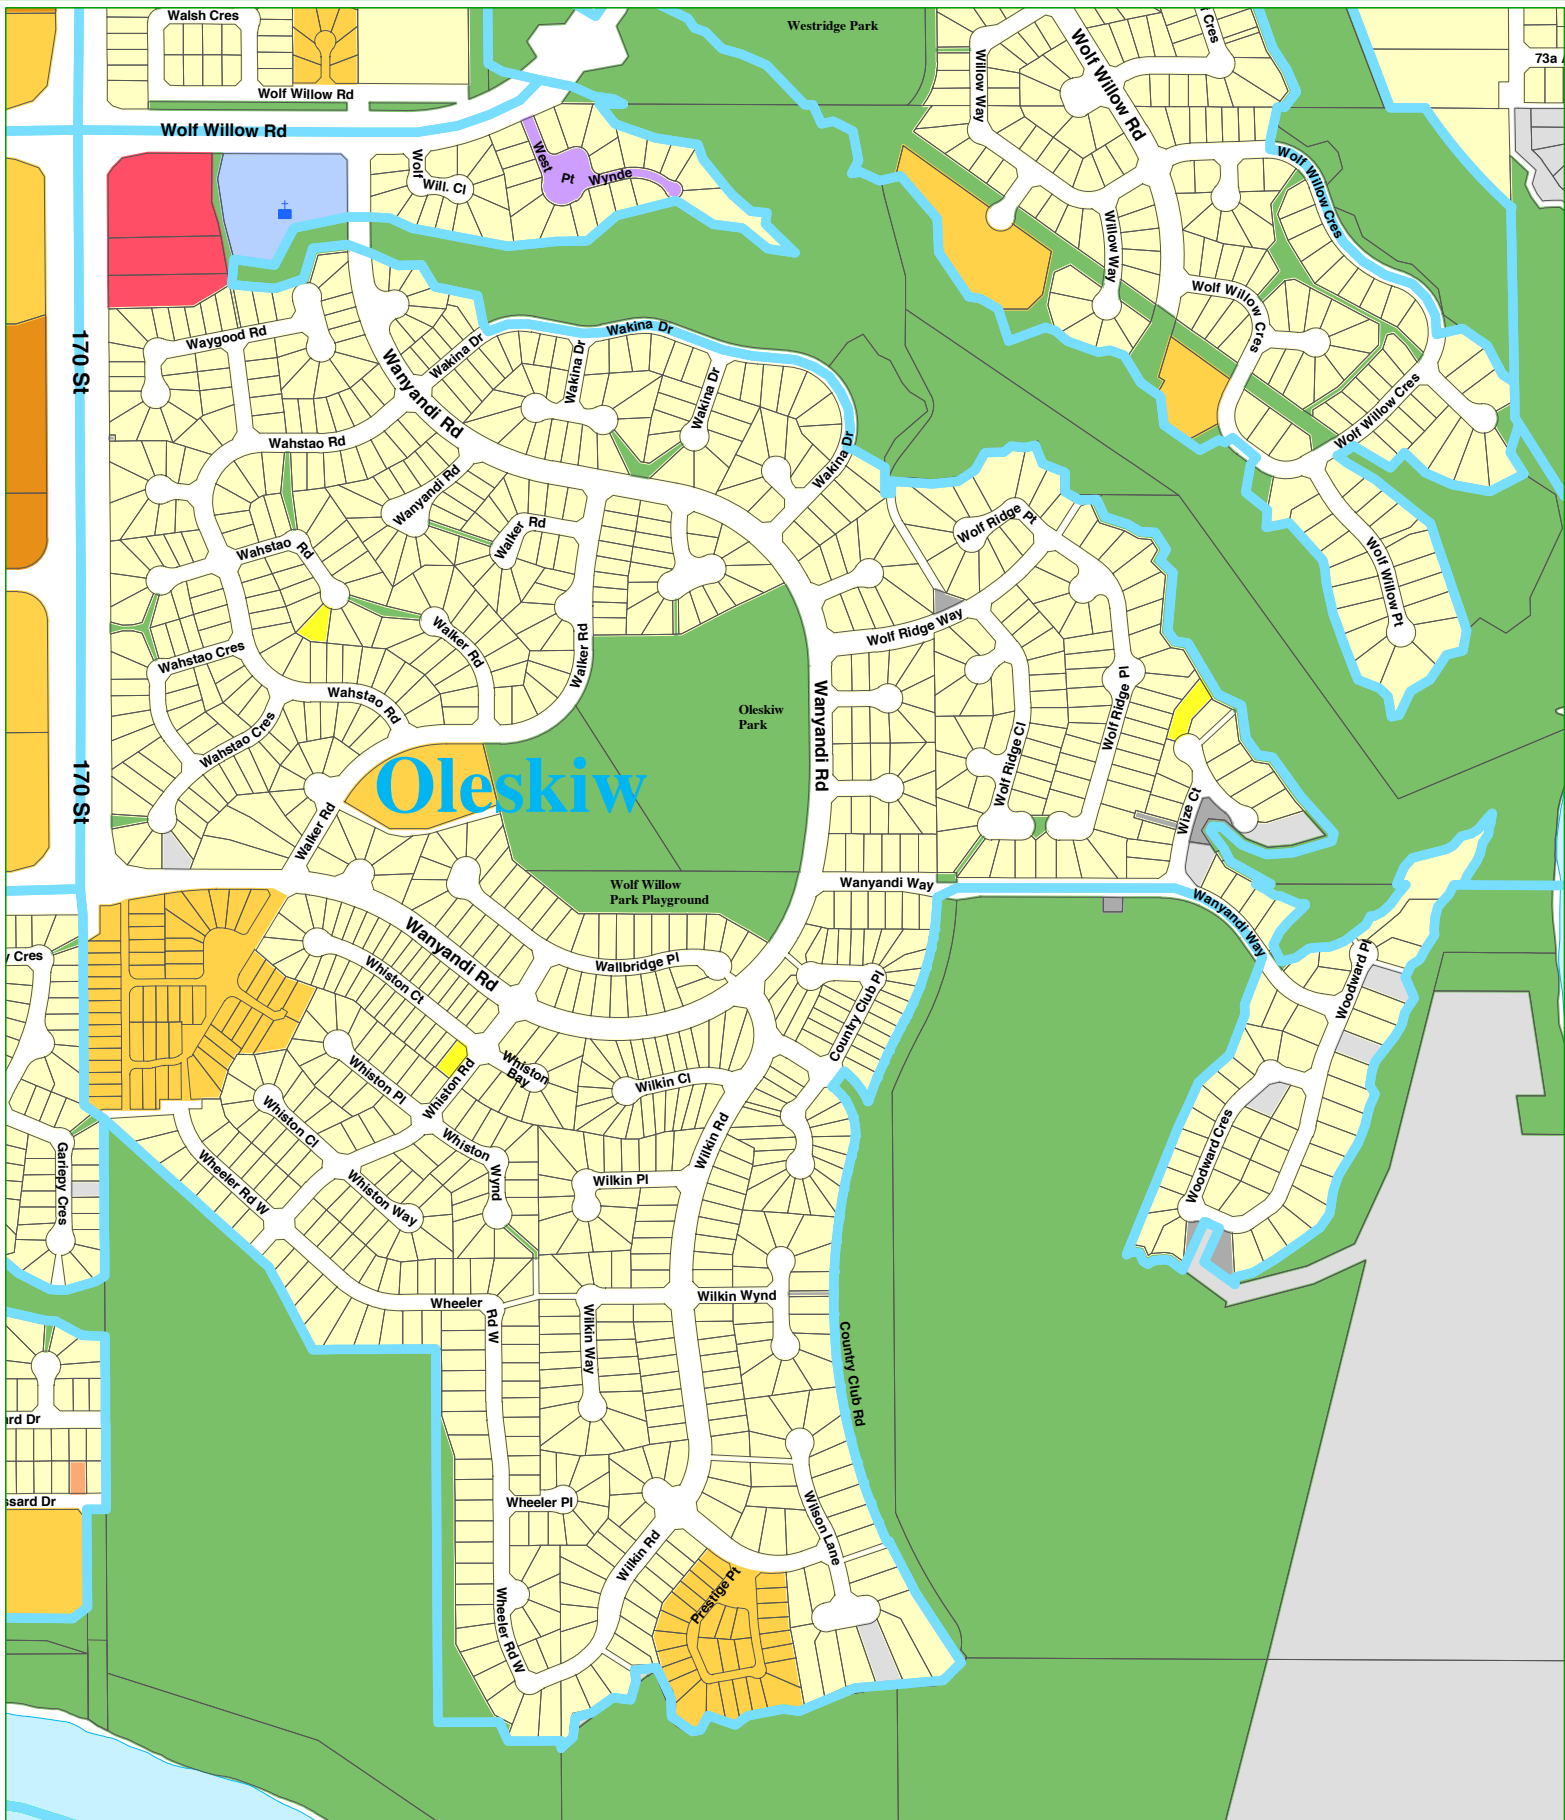 Walsh Cres
Westridge Park
t Cres
73a
Wolf Willow Rd
Willow Way
Wolf Willow Rd
Wolf Willow Rd
Wolf
Will. Cl
West
Pt
Wynde
Wolf Willow Cres
Willow Way
Wolf Willow Cres
170 St
Waygood Rd
Wakina Dr
Wakina Dr
Wakina Dr
Wakina Dr
Wakina Dr
Wanyandi Rd
Wolf Willow Cres
Wahstao Rd
Wanyandi Rd
Walker Rd
Wolf Ridge Pt
Wahstao Rd
Wolf Willow Pt
Walker Rd
Walker Rd
Wolf Ridge Way
Wahstao Cres
Wahstao Rd
Wahstao Cres
Oleskiw
Park
Wanyandi Rd
Wolf Ridge Pl
Wolf Ridge Cl
170 St
Oleskiw
Walker Rd
Wize Ct
Wolf Willow
Park Playground
Wanyandi Way
Wanyandi Way
Wanyandi Rd
y Cres
Whiston Ct
Wallbridge Pl
Country Club Pl
Woodward Pl
Whiston Pl
Whiston Rd
Whiston
Bay
Wilkin Cl
Whiston Cl
Whiston
Wynd
Wilkin Rd
Gariepy Cres
Wheeler Rd W
Whiston Way
Wilkin Pl
Woodward Cres
Wheeler
Rd W
Wilkin Wynd
Wilkin Way
Country Club Rd
ard Dr
ssard Dr
Wheeler Pl
Wilkin Rd
Wilson Lane
Prestige Pt
Wheeler Rd W